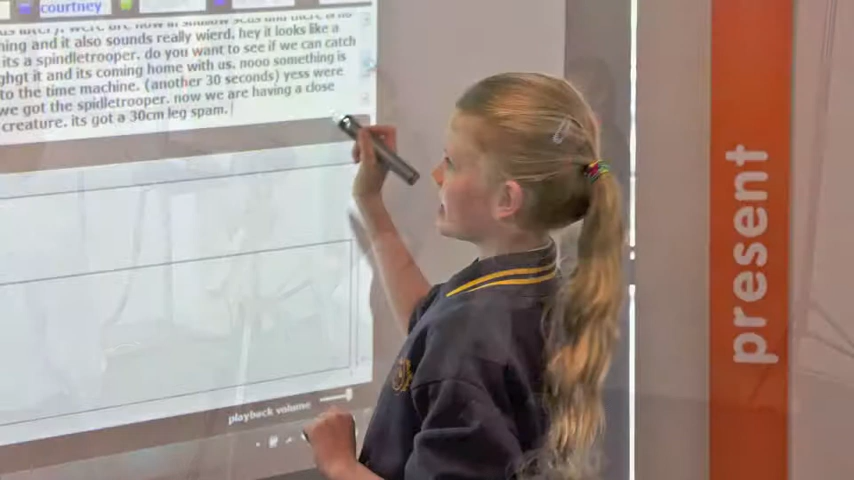 courtney
hing and it also sounds really wierd. hey it looks like a
its a spindletrooper. do you want to see if we can catch
ghgt it and its coming home with us. nooo something is
to the time machine. (another 30 seconds) yess were
we got the spidletrooper. now we are having a close
creature. its got a 30cm leg spam.
playback volume
present